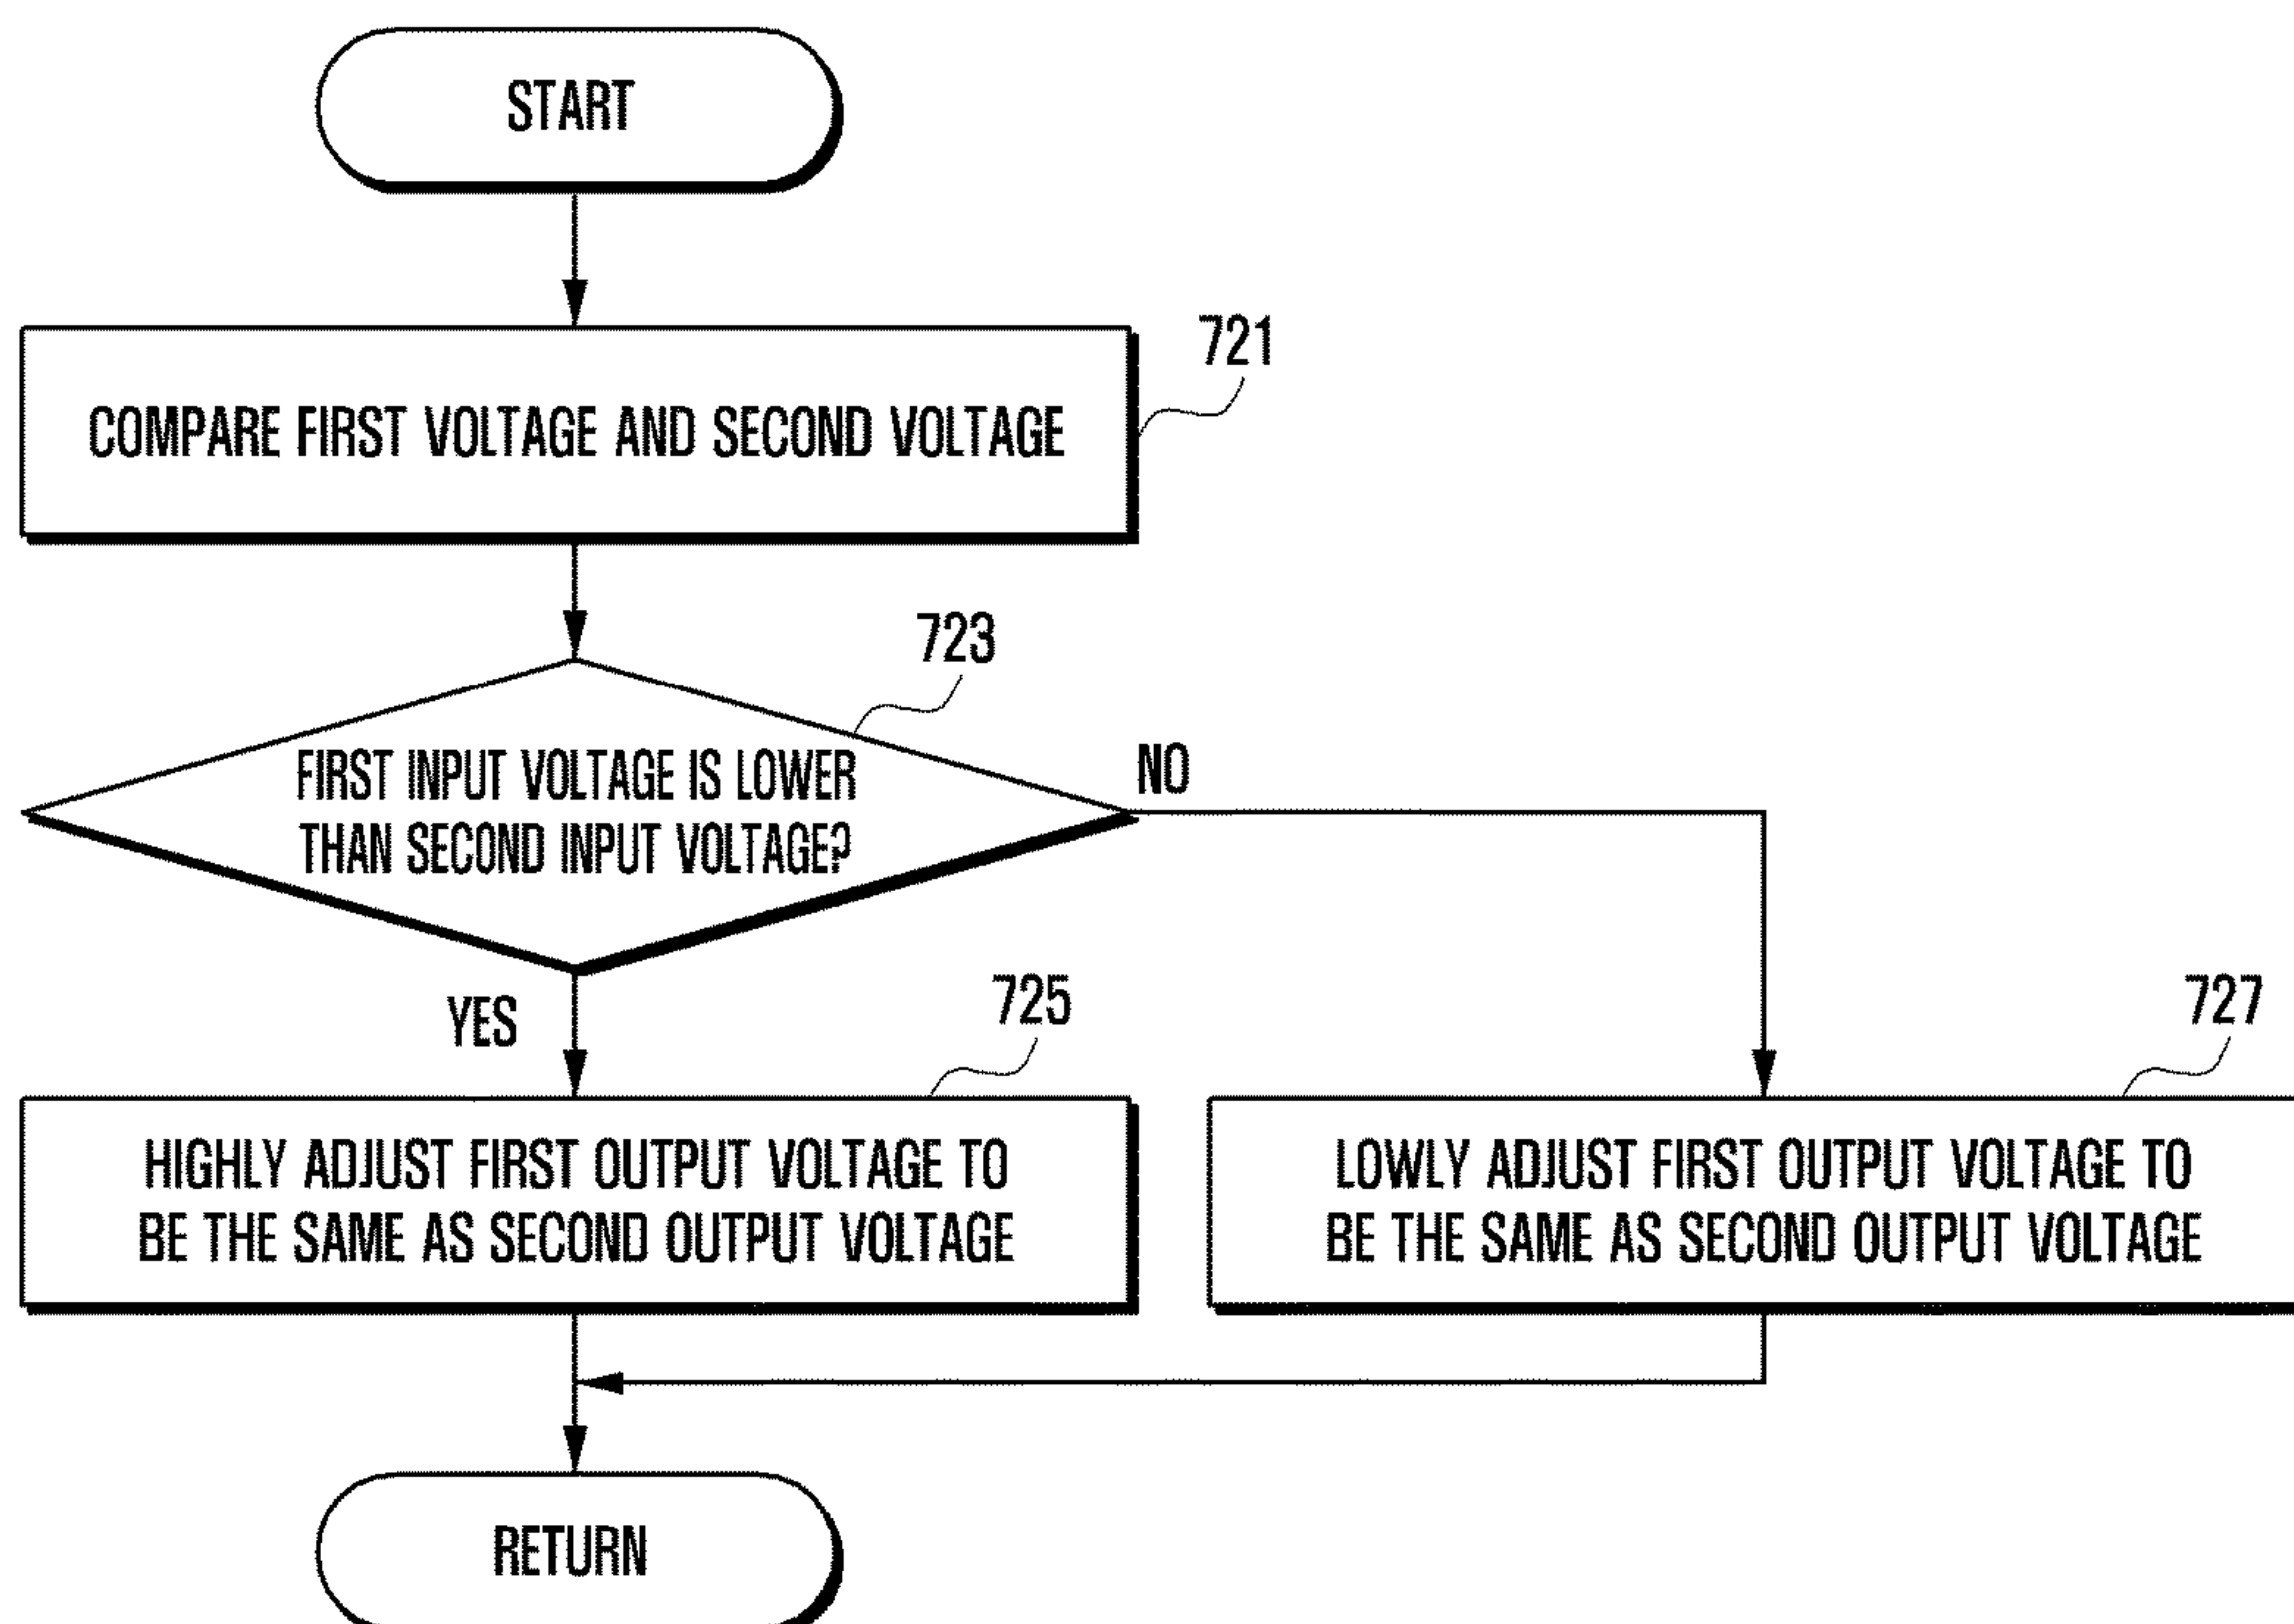 START
721
COMPARE FIRST VOLTAGE AND SECOND VOLTAGE
723
FIRST INPUT VOLTAGE IS LOWER
THAN SECOND INPUT VOLTAGE?
NO
YES
725
HIGHLY ADJUST FIRST OUTPUT VOLTAGE TO
BE THE SAME AS SECOND OUTPUT VOLTAGE
727
LOWLY ADJUST FIRST OUTPUT VOLTAGE TO
BE THE SAME AS SECOND OUTPUT VOLTAGE
RETURN